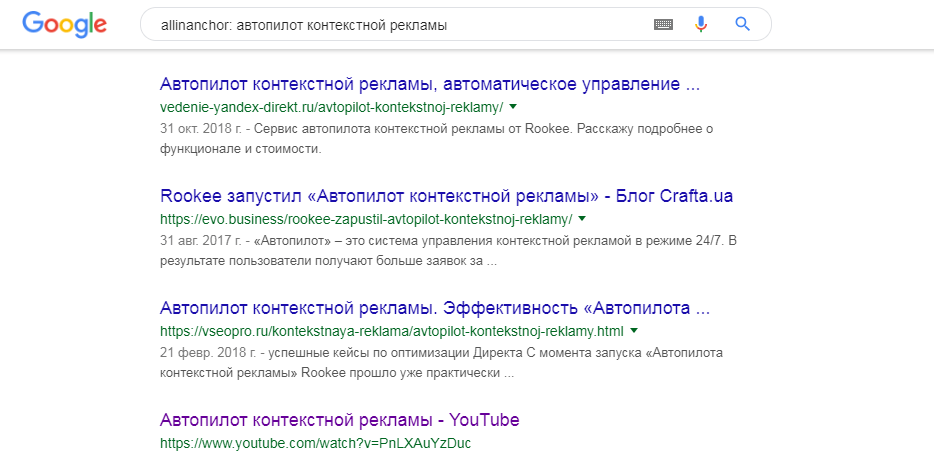 Google
allinanchor: автопилот контекстной рекламы
Автопилот контекстной рекламы, автоматическое управление ...
vedenie-yandex-direkt.ru/avtopilot-kontekstnoj-reklamy/
31 окт. 2018 г. - Сервис автопилота контекстной рекламы от Rookee. Расскажу подробнее о
функционале и стоимости.
Rookee запустил «Автопилот контекстной рекламы» - Блог Crafta.ua
https://evo.business/rookee-zapustil-avtopilot-kontekstnoj-reklamy/
31 авг. 2017 г. - «Автопилот» – это система управления контекстной рекламой в режиме 24/7. В
результате пользователи получают больше заявок за ...
Автопилот контекстной рекламы. Эффективность «Автопилота ...
https://vseopro.ru/kontekstnaya-reklama/avtopilot-kontekstnoj-reklamy.html
21 февр. 2018 г. - успешные кейсы по оптимизации Директа С момента запуска «Автопилота
контекстной рекламы» Rookee прошло уже практически ...
Автопилот контекстной рекламы - YouTube
https://www.youtube.com/watch?v=PnLXAuYzDuc